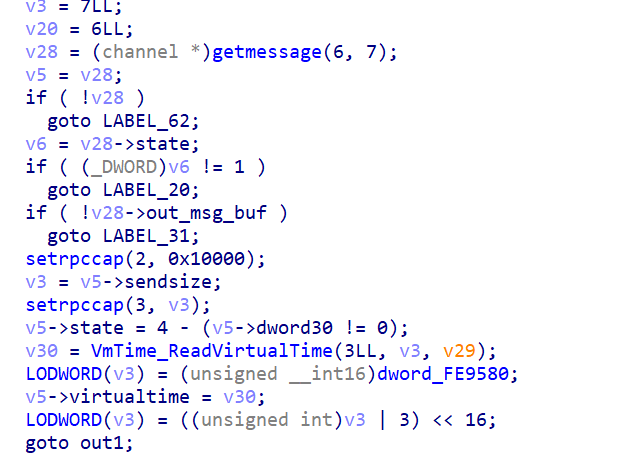 v3 = 7LL;
v20 = 6LL;
v28 = (channel *)getmessage(6, 7);
v5 = v28;
if ( !v28 )
goto LABEL_62;
v6 = v28->state;
if ( (_DWORD)v6 != 1 )
goto LABEL_20;
if ( !v28->out_msg_buf )
goto LABEL_31;
setrpccap(2, 0x10000);
v3 = v5->sendsize;
setrpccap(3, v3);
v5->state = 4 - (v5->dword30 != 0);
v30 = VmTime_ReadVirtualTime(3LL, v3, v29);
LODWORD(v3) = (unsigned __int16)dword_FE9580;
v5->virtualtime = v30;
LODWORD(v3) = ((unsigned int)v3 | 3) << 16;
goto out1;